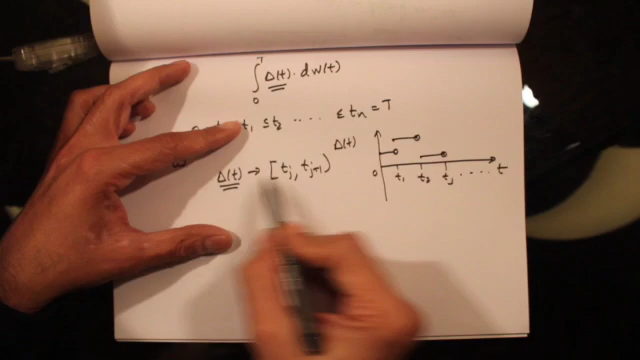 ∫₀ᵀ Δ(t) · dw(t)
t₁ ≤ t₂ ..... ≤ tₙ = T
Δ(t) → [tⱼ, tⱼ₊₁)
Δ(t)
0 t₁ t₂ tⱼ ..... t